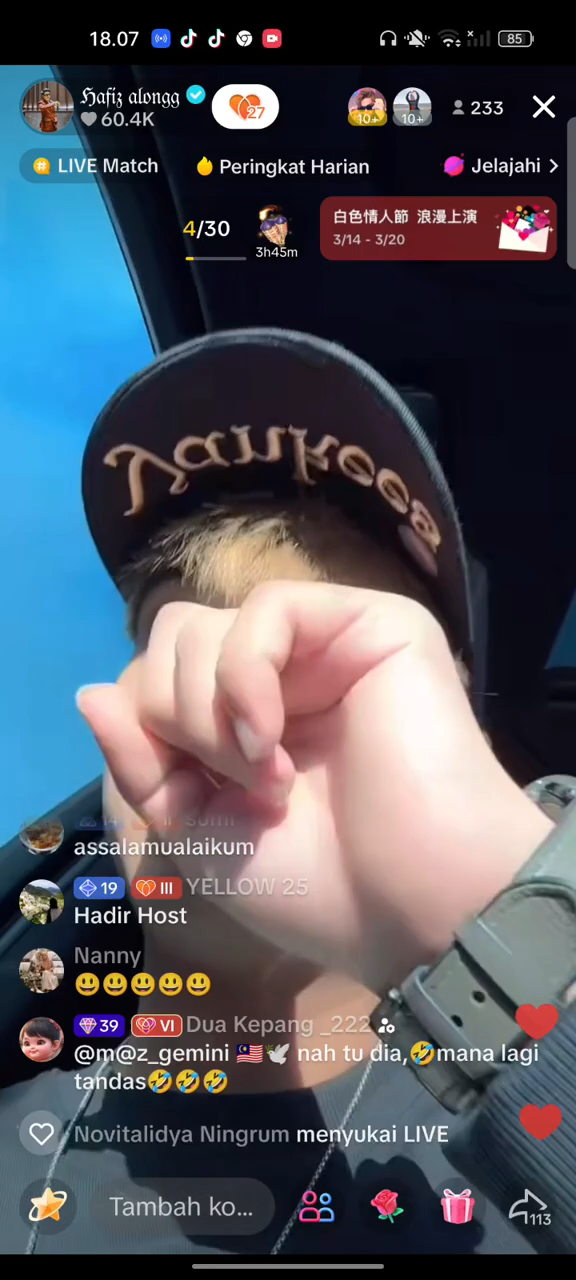 18.07
85
Hafiz alongg
60.4K
27
10+
10+
233
LIVE Match
Peringkat Harian
Jelajahi >
4/30
3h45m
白色情人節 浪漫上演
3/14 - 3/20
Yankees
14 II sumi
assalamualaikum
19 III YELLOW 25
Hadir Host
Nanny
😃😃😃😃😃
39 VI Dua Kepang _222
@m@z_gemini 🇲🇾🕊️ nah tu dia,🤣mana lagi
tandas🤣🤣🤣
Novitalidya Ningrum menyukai LIVE
Tambah ko...
113